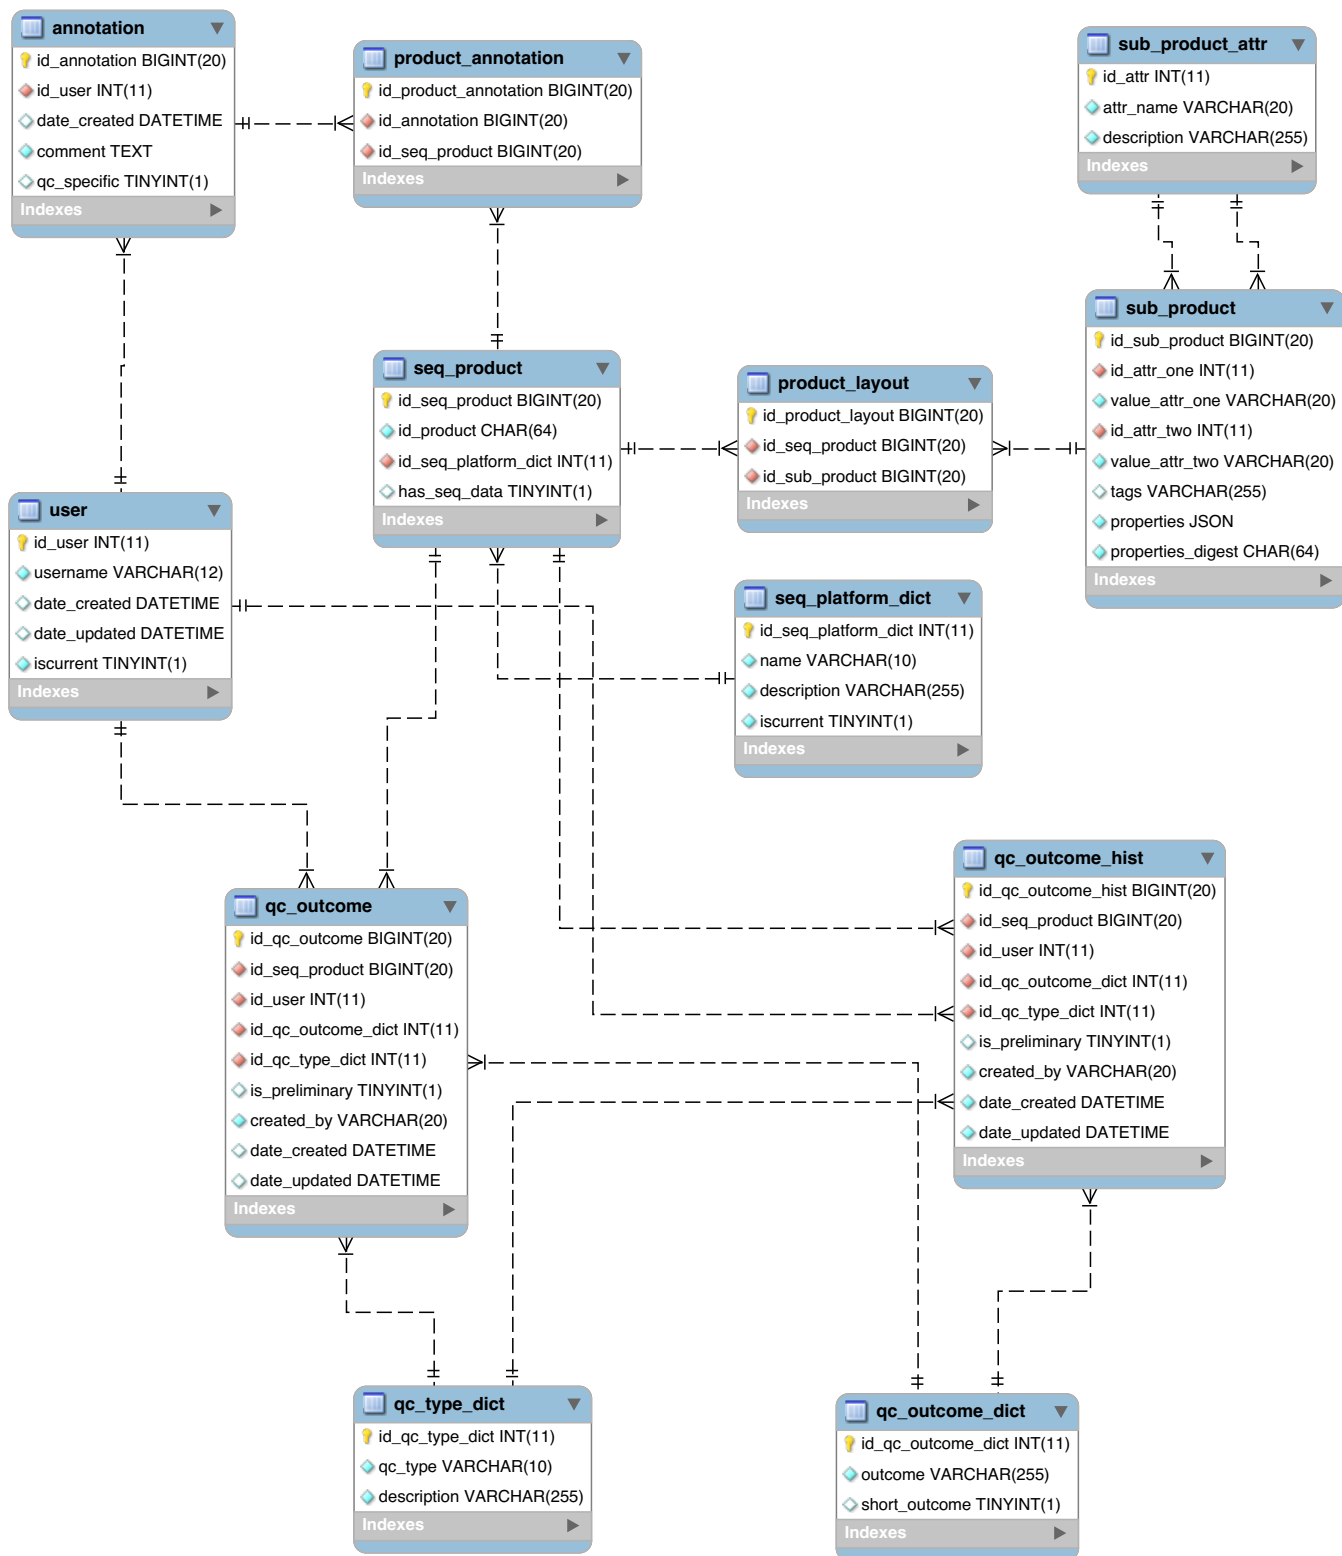 annotation
id_annotation BIGINT(20)
id_user INT(11)
date_created DATETIME
comment TEXT
qc_specific TINYINT(1)
Indexes
product_annotation
id_product_annotation BIGINT(20)
id_annotation BIGINT(20)
id_seq_product BIGINT(20)
Indexes
sub_product_attr
id_attr INT(11)
attr_name VARCHAR(20)
description VARCHAR(255)
Indexes
sub_product
id_sub_product BIGINT(20)
id_attr_one INT(11)
value_attr_one VARCHAR(20)
id_attr_two INT(11)
value_attr_two VARCHAR(20)
tags VARCHAR(255)
properties JSON
properties_digest CHAR(64)
Indexes
seq_product
id_seq_product BIGINT(20)
id_product CHAR(64)
id_seq_platform_dict INT(11)
has_seq_data TINYINT(1)
Indexes
product_layout
id_product_layout BIGINT(20)
id_seq_product BIGINT(20)
id_sub_product BIGINT(20)
Indexes
user
id_user INT(11)
username VARCHAR(12)
date_created DATETIME
date_updated DATETIME
iscurrent TINYINT(1)
Indexes
seq_platform_dict
id_seq_platform_dict INT(11)
name VARCHAR(10)
description VARCHAR(255)
iscurrent TINYINT(1)
Indexes
qc_outcome
id_qc_outcome BIGINT(20)
id_seq_product BIGINT(20)
id_user INT(11)
id_qc_outcome_dict INT(11)
id_qc_type_dict INT(11)
is_preliminary TINYINT(1)
created_by VARCHAR(20)
date_created DATETIME
date_updated DATETIME
Indexes
qc_outcome_hist
id_qc_outcome_hist BIGINT(20)
id_seq_product BIGINT(20)
id_user INT(11)
id_qc_outcome_dict INT(11)
id_qc_type_dict INT(11)
is_preliminary TINYINT(1)
created_by VARCHAR(20)
date_created DATETIME
date_updated DATETIME
Indexes
qc_type_dict
id_qc_type_dict INT(11)
qc_type VARCHAR(10)
description VARCHAR(255)
Indexes
qc_outcome_dict
id_qc_outcome_dict INT(11)
outcome VARCHAR(255)
short_outcome TINYINT(1)
Indexes